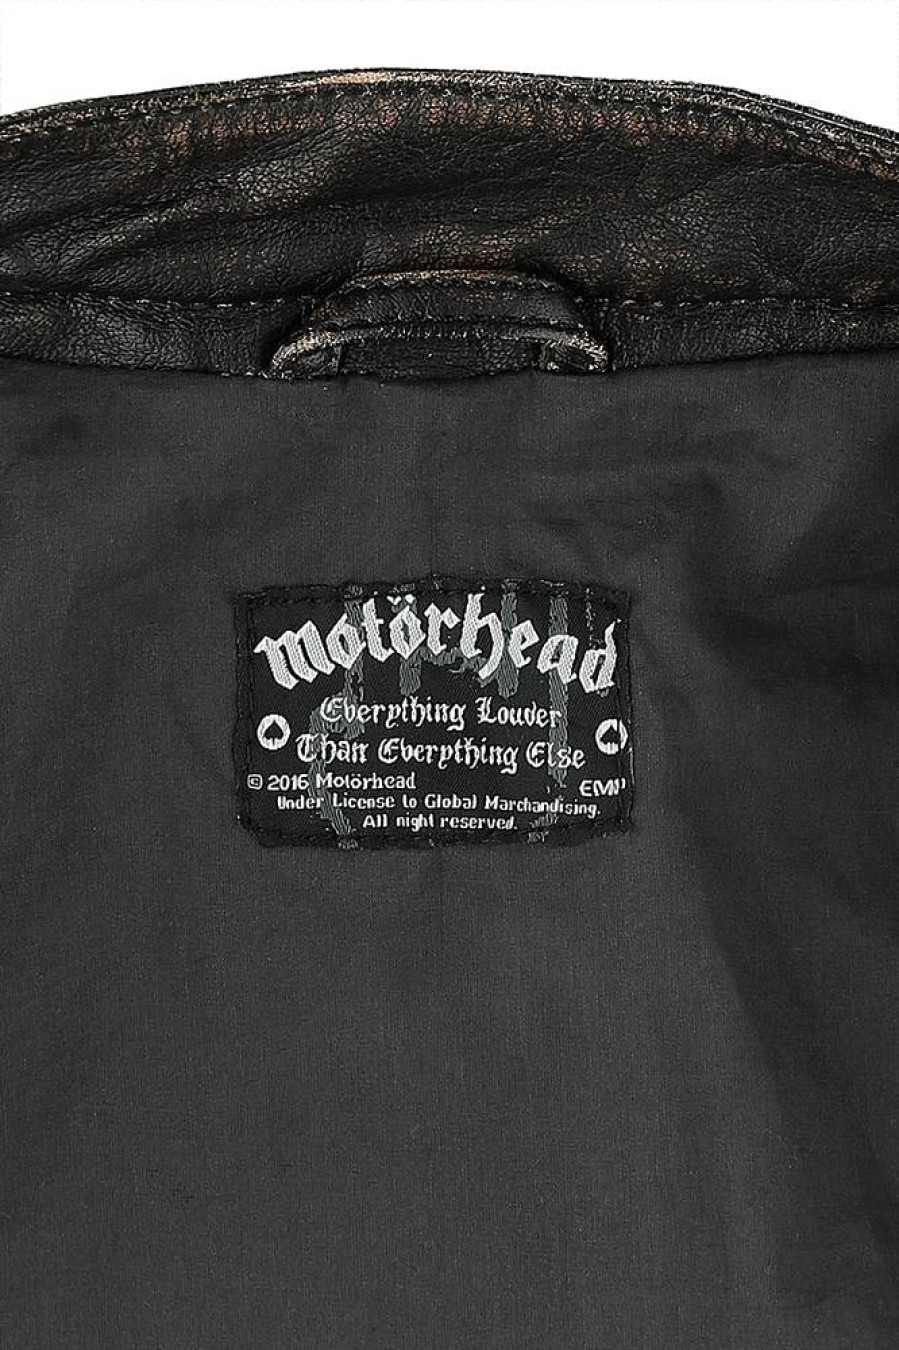 motörhead
Everything Louder
Than Everything Else
© 2016 Motörhead EMP
Under License to Global Marchandising.
All night reserved.